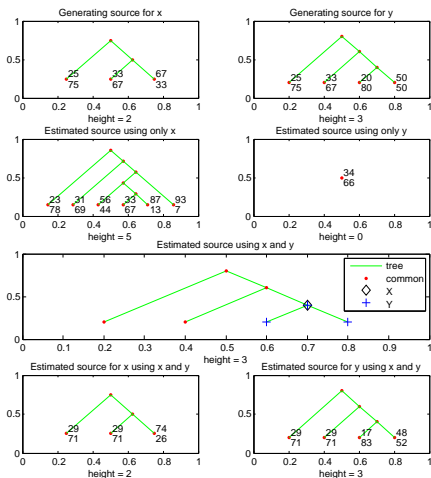 Generating source for x
Generating source for y
1
0.5
0
25 33 67
75 67 33
0 0.2 0.4 0.6 0.8 1
height = 2
1
0.5
0
25 33 20 50
75 67 80 50
0 0.2 0.4 0.6 0.8 1
height = 3
Estimated source using only x
Estimated source using only y
1
0.5
0
23 31 56 33 87 93
78 69 44 67 13 7
0 0.2 0.4 0.6 0.8 1
height = 5
1
0.5
0
34
66
0 0.2 0.4 0.6 0.8 1
height = 0
Estimated source using x and y
1
0.5
0
tree
common
X
Y
0 0.1 0.2 0.3 0.4 0.5 0.6 0.7 0.8 0.9 1
height = 3
Estimated source for x using x and y
Estimated source for y using x and y
1
0.5
0
29 29 74
71 71 26
0 0.2 0.4 0.6 0.8 1
height = 2
1
0.5
0
29 29 17 48
71 71 83 52
0 0.2 0.4 0.6 0.8 1
height = 3